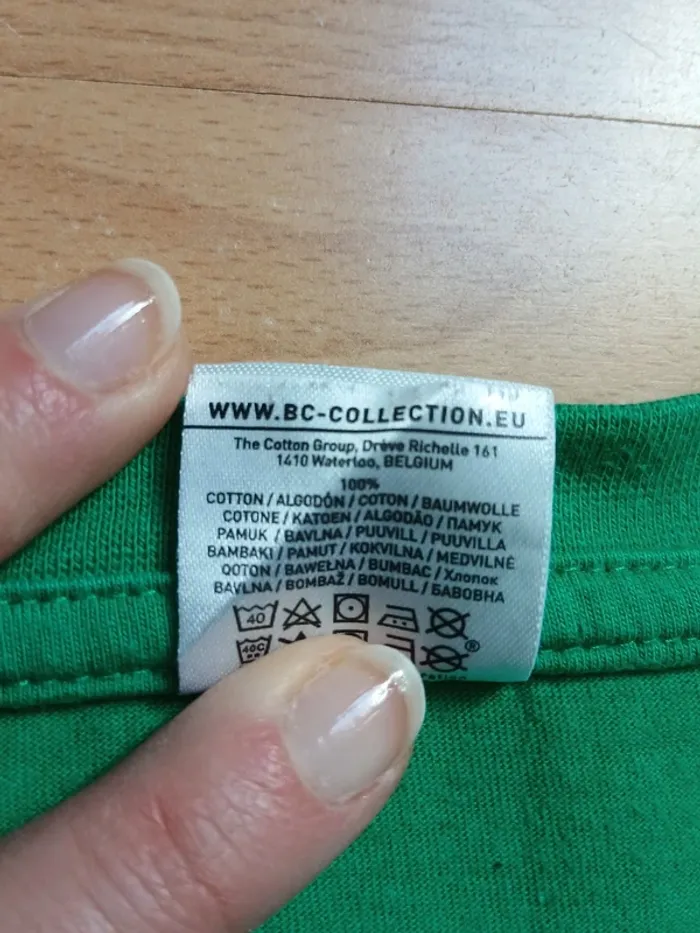 WWW.BC-COLLECTION.EU
The Cotton Group, Drève Richelle 161
1410 Waterloo, BELGIUM
100%
COTTON / ALGODÓN / COTON / BAUMWOLLE
COTONE / KATOEN / ALGODÃO / ПАМУК
PAMUK / BAVLNA / PUUVILL / PUUVILLA
BAMBAKI / PAMUT / KOKVILNA / MEDVILNĖ
QOTON / BAWEŁNA / BUMBAC / Хлопок
BAVLNA / BOMBAŽ / BOMULL / БАВОВНА
40
40C ®